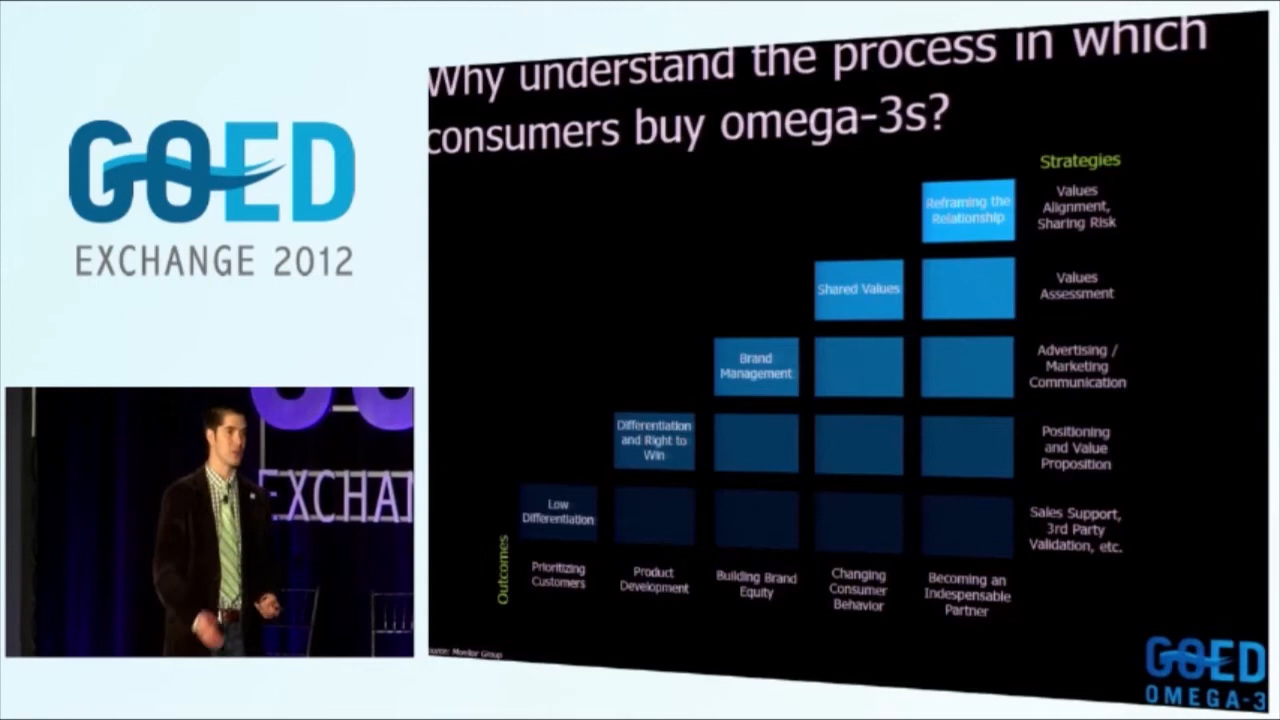 GOED
EXCHANGE 2012
EXCHA
Why understand the process in which
consumers buy omega-3s?
Strategies
Reframing the
Relationship
Values
Alignment,
Sharing Risk
Shared Values
Values
Assessment
Brand
Management
Advertising /
Marketing
Communication
Differentiation
and Right to
Win
Positioning
and Value
Proposition
Low
Differentiation
Sales Support,
3rd Party
Validation, etc.
Outcomes
Prioritizing
Customers
Product
Development
Building Brand
Equity
Changing
Consumer
Behavior
Becoming an
Indespensable
Partner
ource: Monitor Group
GOED
OMEGA-3